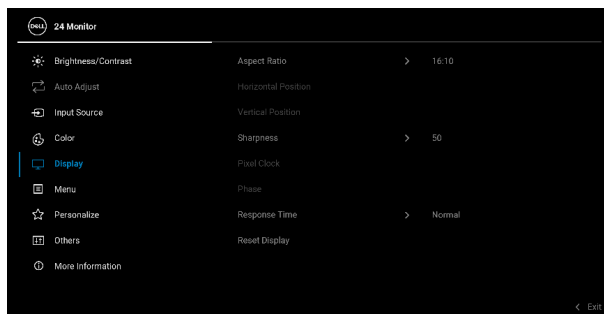 DELL 24 Monitor
Brightness/Contrast Aspect Ratio > 16:10
Auto Adjust Horizontal Position
Input Source Vertical Position
Color Sharpness > 50
Display Pixel Clock
Menu Phase
Personalize Response Time > Normal
Others Reset Display
More Information
< Exit